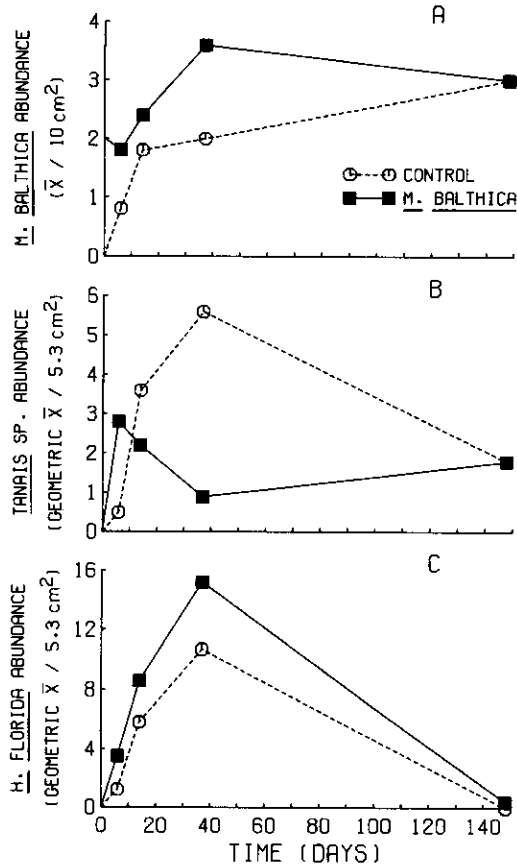 A
M. BALTHICA ABUNDANCE
(X̄ / 10 cm²)
4
3
2
1
0
CONTROL
M. BALTHICA
B
TANAIS SP. ABUNDANCE
(GEOMETRIC X̄ / 5.3 cm²)
6
5
4
3
2
1
0
C
H. FLORIDA ABUNDANCE
(GEOMETRIC X̄ / 5.3 cm²)
16
12
8
4
0
0 20 40 60 80 100 120 140
TIME (DAYS)